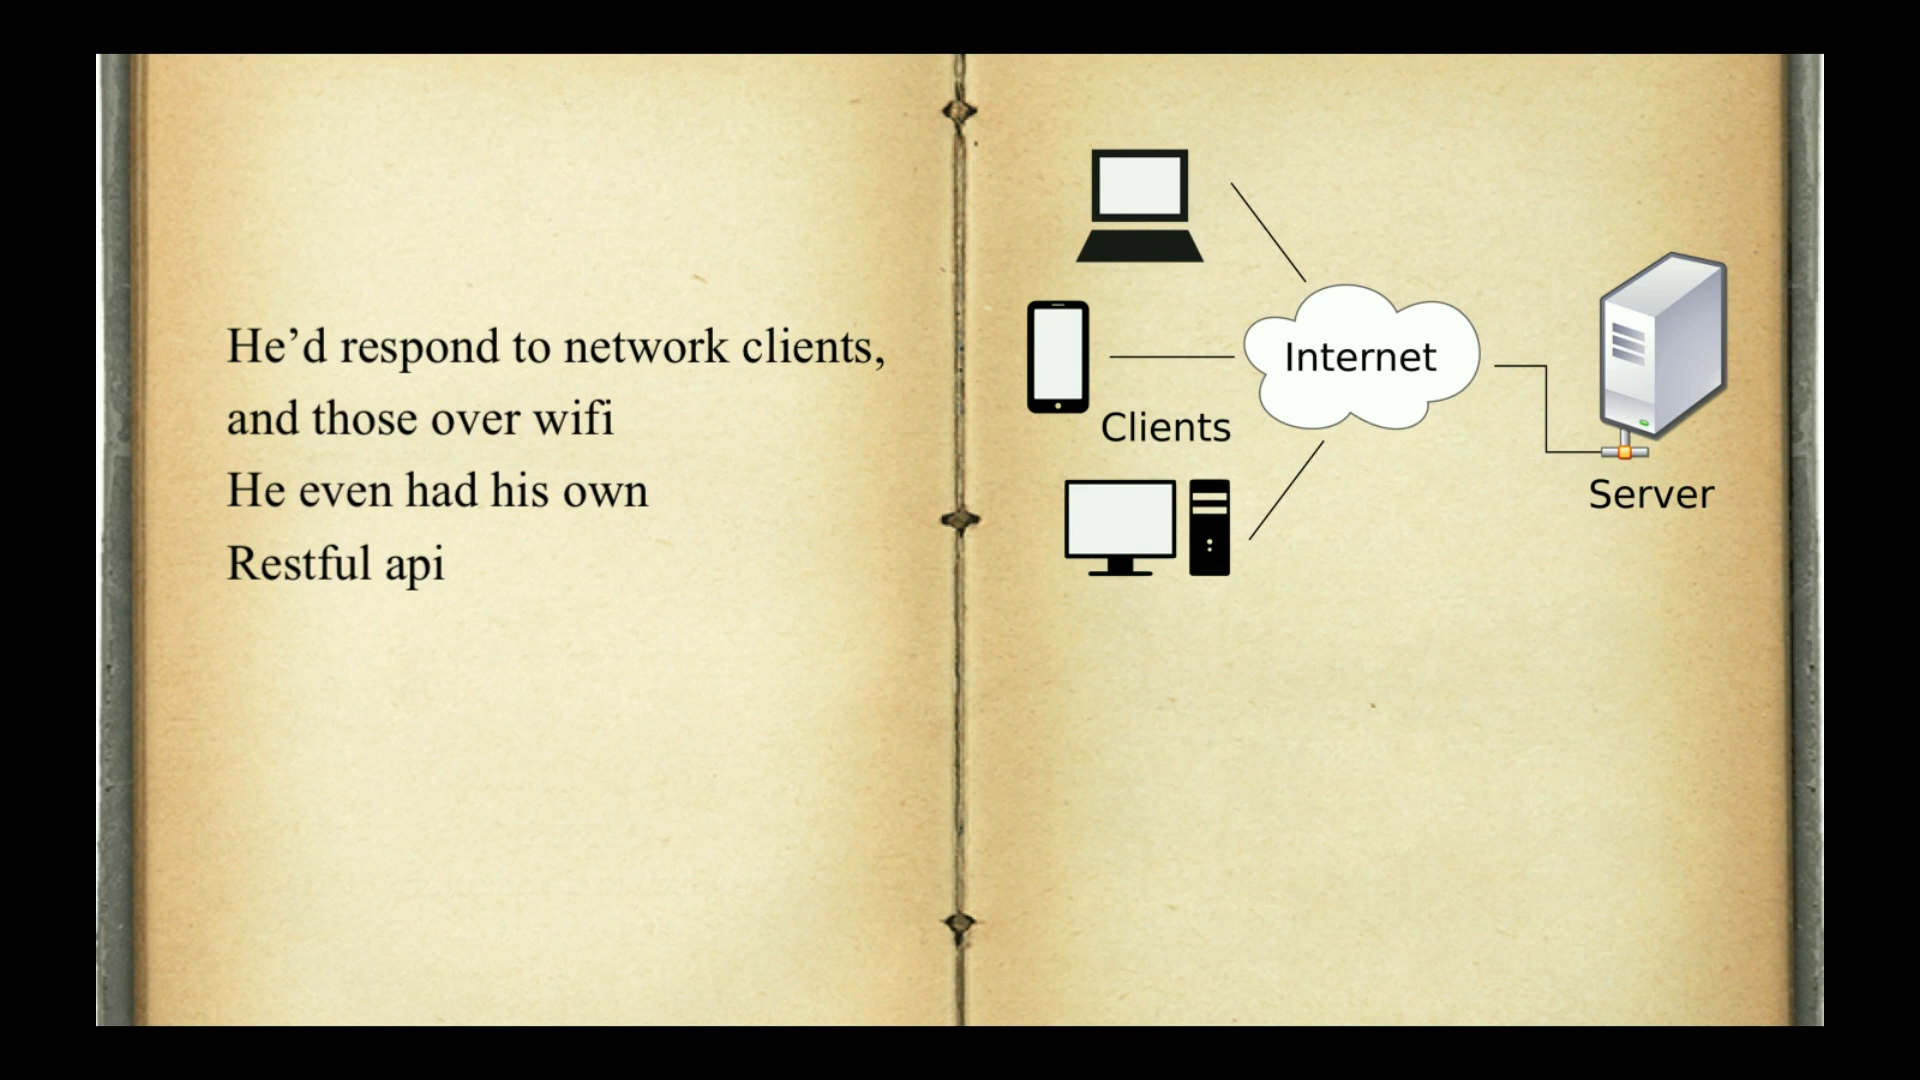 He’d respond to network clients,
and those over wifi
He even had his own
Restful api
Internet
Clients
Server